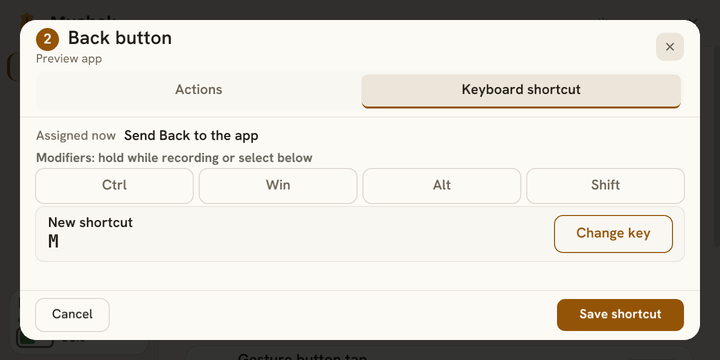 2 Back button
Preview app
Actions
Keyboard shortcut
Assigned now Send Back to the app
Modifiers: hold while recording or select below
Ctrl
Win
Alt
Shift
New shortcut
M
Change key
Cancel
Save shortcut